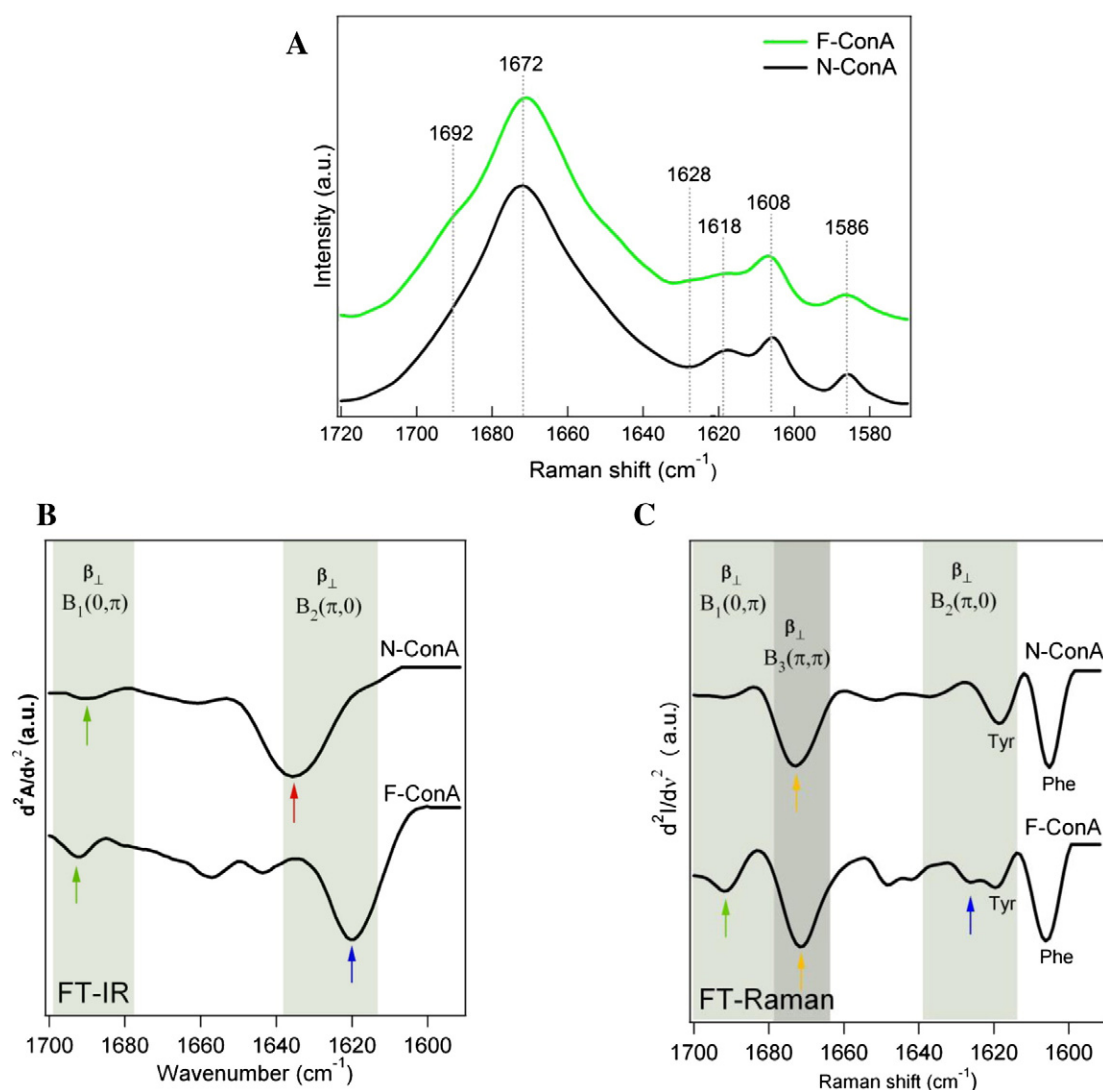 A
F-ConA
N-ConA
1672
1692
1628
1618
1608
1586
Intensity (a.u.)
1720 1700 1680 1660 1640 1620 1600 1580
Raman shift (cm⁻¹)
B
β⊥
B₁(0,π)
β⊥
B₂(π,0)
N-ConA
F-ConA
d²A/dν² (a.u.)
FT-IR
1700 1680 1660 1640 1620 1600
Wavenumber (cm⁻¹)
C
β⊥
B₁(0,π)
β⊥
B₃(π,π)
β⊥
B₂(π,0)
N-ConA
Tyr
Phe
F-ConA
Tyr
Phe
d²I/dν² ( a.u.)
FT-Raman
1700 1680 1660 1640 1620 1600
Raman shift (cm⁻¹)